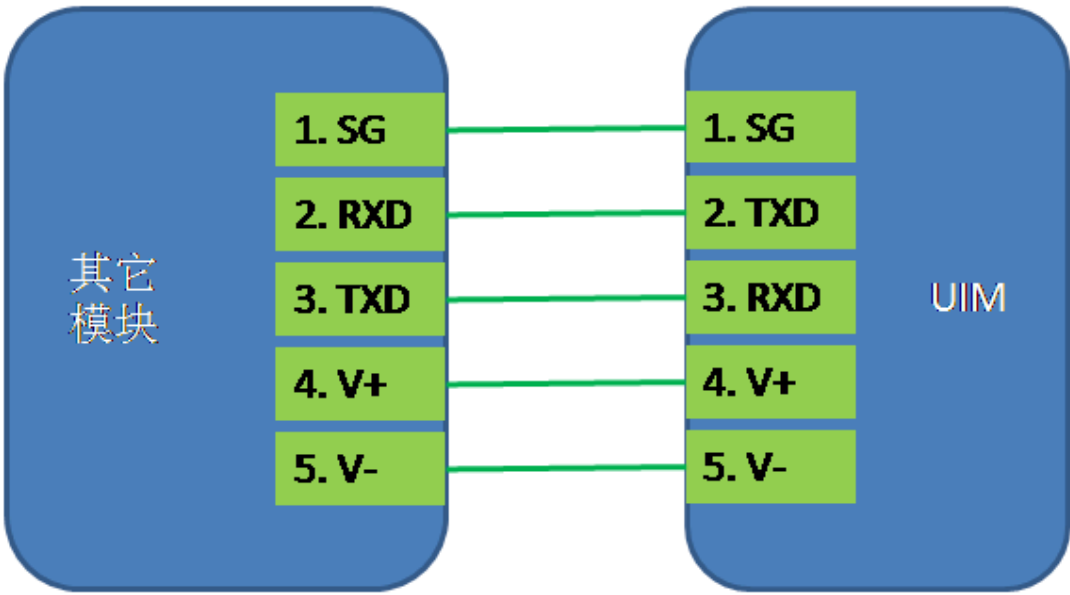 1. SG
2. RXD
3. TXD
4. V+
5. V-
其它
模块
1. SG
2. TXD
3. RXD
4. V+
5. V-
UIM